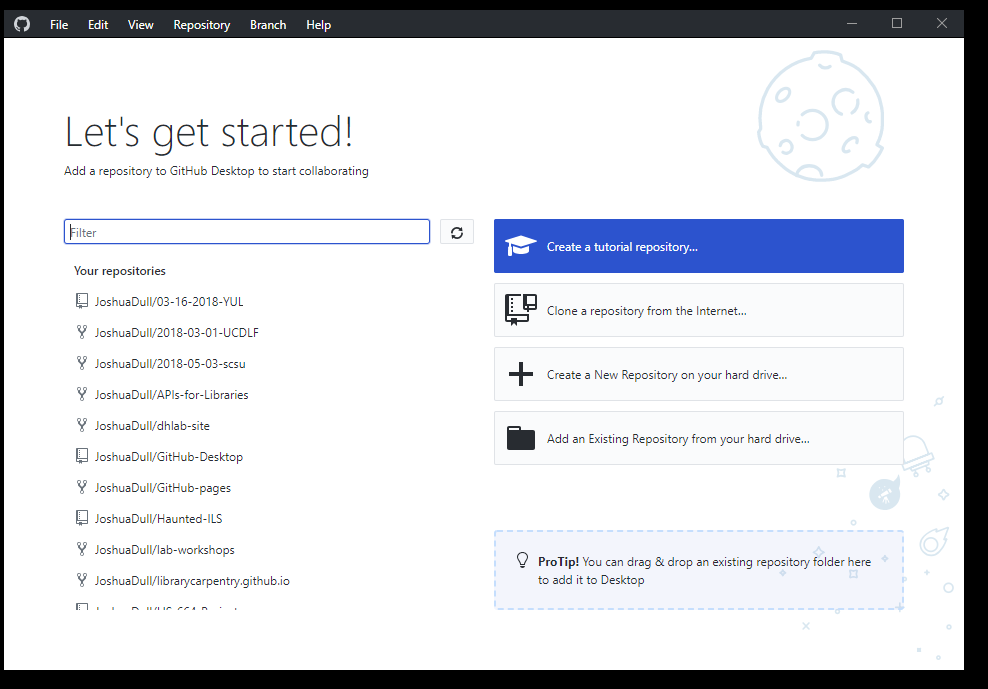 File Edit View Repository Branch Help
Let's get started!
Add a repository to GitHub Desktop to start collaborating
Filter
Your repositories
JoshuaDull/03-16-2018-YUL
JoshuaDull/2018-03-01-UCDLF
JoshuaDull/2018-05-03-scsu
JoshuaDull/APIs-for-Libraries
JoshuaDull/dhlab-site
JoshuaDull/GitHub-Desktop
JoshuaDull/GitHub-pages
JoshuaDull/Haunted-ILS
JoshuaDull/lab-workshops
JoshuaDull/librarycarpentry.github.io
Create a tutorial repository...
Clone a repository from the Internet...
Create a New Repository on your hard drive...
Add an Existing Repository from your hard drive...
ProTip! You can drag & drop an existing repository folder here
to add it to Desktop